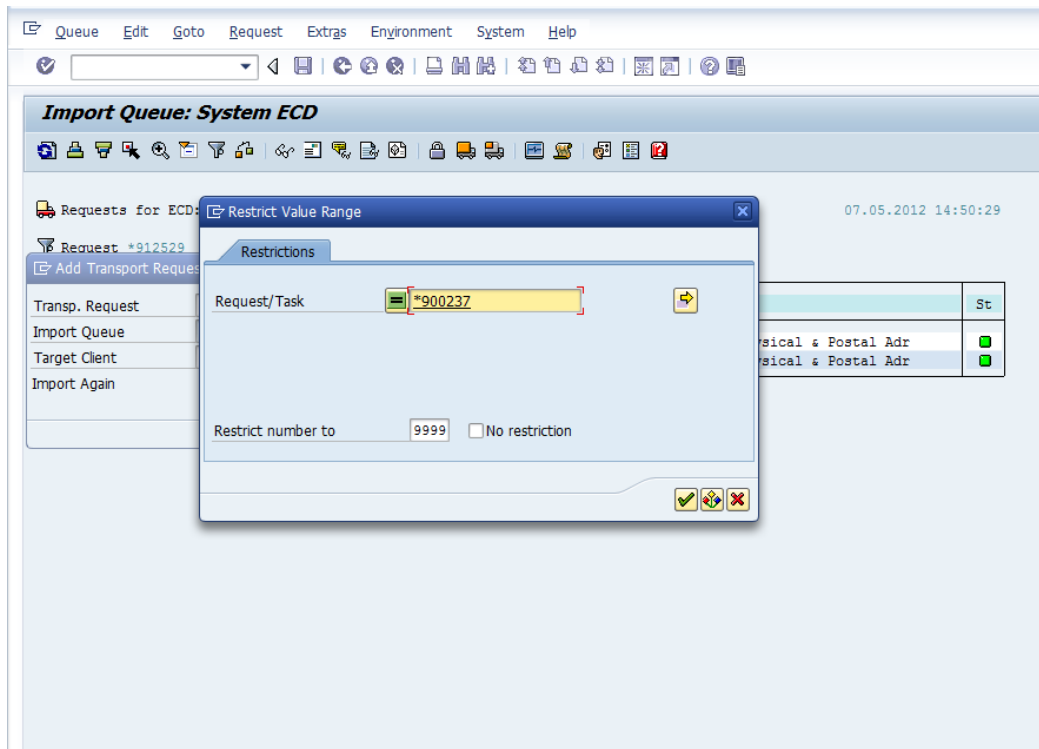 Queue Edit Goto Request Extras Environment System Help
Import Queue: System ECD
Requests for ECD:
07.05.2012 14:50:29
Request *912529
Add Transport Reques
Transp. Request
Import Queue
Target Client
Import Again
Restrict Value Range
Restrictions
Request/Task = *900237
Restrict number to 9999 No restriction
St
sical & Postal Adr
sical & Postal Adr